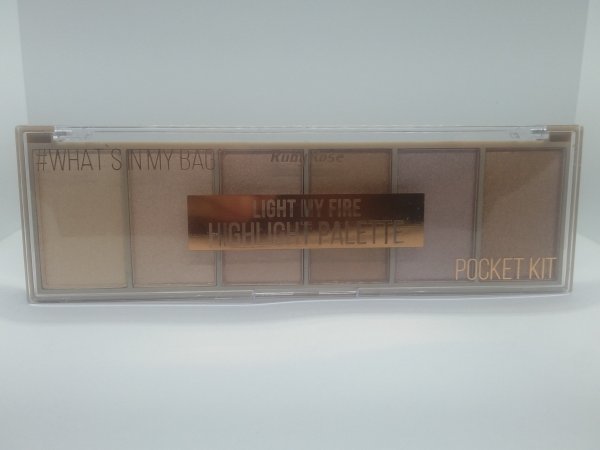 #WHAT'S IN MY BAG
Ruby Rose
LIGHT MY FIRE
HIGHLIGHT PALETTE
POCKET KIT